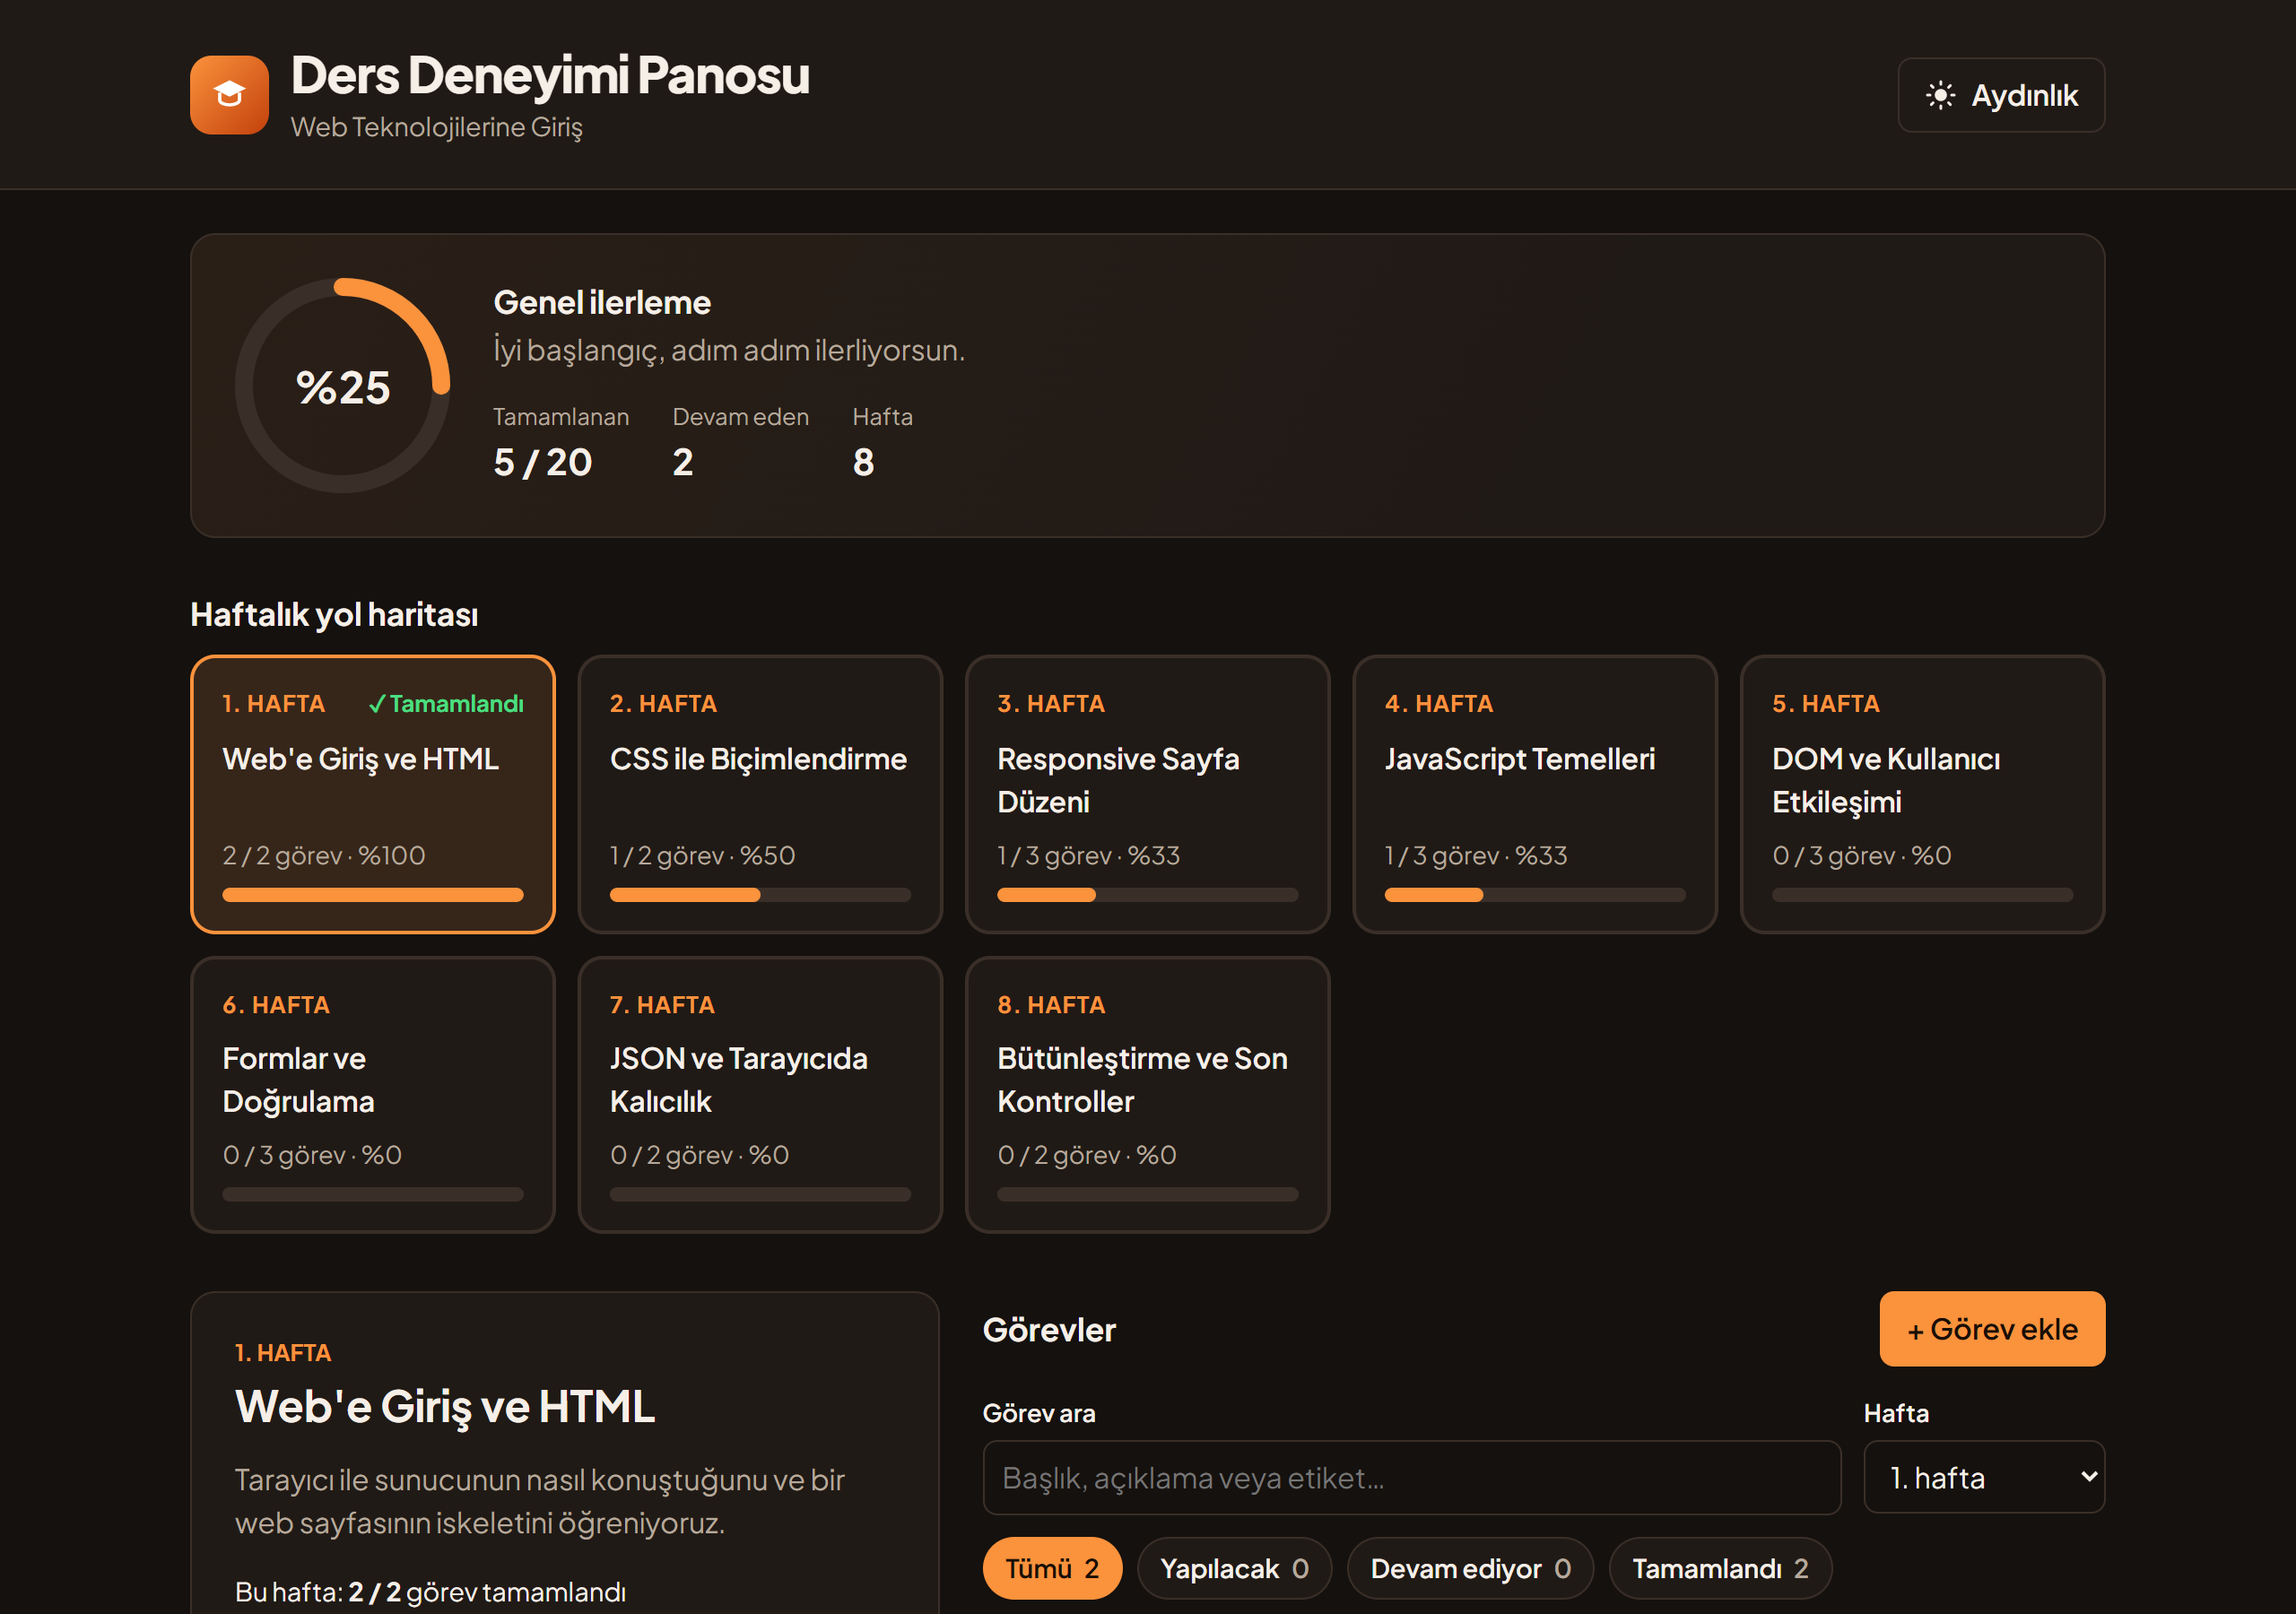 Ders Deneyimi Panosu
Web Teknolojilerine Giriş
Aydınlık
%25
Genel ilerleme
İyi başlangıç, adım adım ilerliyorsun.
Tamamlanan
5 / 20
Devam eden
2
Hafta
8
Haftalık yol haritası
1. HAFTA
✓ Tamamlandı
Web'e Giriş ve HTML
2 / 2 görev · %100
2. HAFTA
CSS ile Biçimlendirme
1 / 2 görev · %50
3. HAFTA
Responsive Sayfa
Düzeni
1 / 3 görev · %33
4. HAFTA
JavaScript Temelleri
1 / 3 görev · %33
5. HAFTA
DOM ve Kullanıcı
Etkileşimi
0 / 3 görev · %0
6. HAFTA
Formlar ve
Doğrulama
0 / 3 görev · %0
7. HAFTA
JSON ve Tarayıcıda
Kalıcılık
0 / 2 görev · %0
8. HAFTA
Bütünleştirme ve Son
Kontroller
0 / 2 görev · %0
1. HAFTA
Web'e Giriş ve HTML
Tarayıcı ile sunucunun nasıl konuştuğunu ve bir
web sayfasının iskeletini öğreniyoruz.
Bu hafta: 2 / 2 görev tamamlandı
Görevler
+ Görev ekle
Görev ara
Başlık, açıklama veya etiket...
Hafta
1. hafta
Tümü 2
Yapılacak 0
Devam ediyor 0
Tamamlandı 2